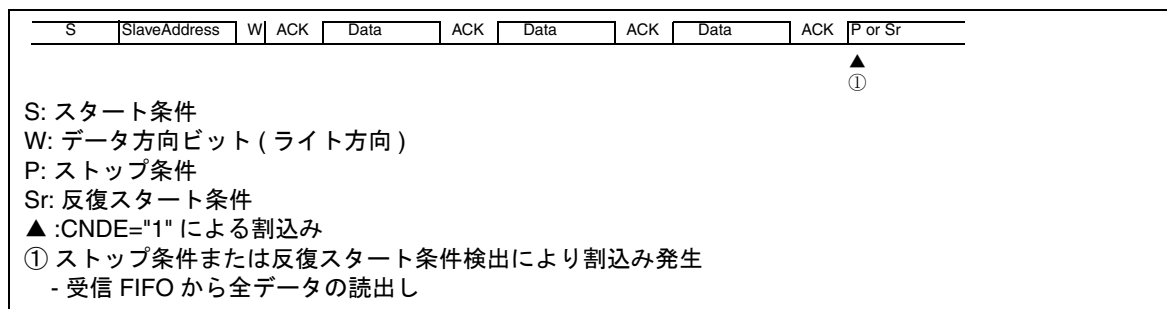 S SlaveAddress W ACK Data ACK Data ACK Data ACK P or Sr
▲
①
S: スタート条件
W: データ方向ビット ( ライト方向 )
P: ストップ条件
Sr: 反復スタート条件
▲ :CNDE="1" による割込み
① ストップ条件または反復スタート条件検出により割込み発生
- 受信 FIFO から全データの読出し